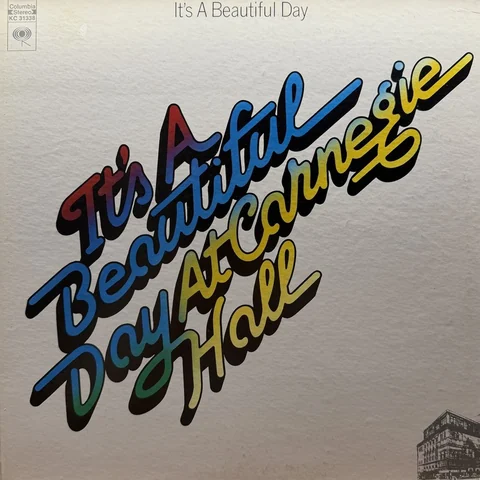 Columbia
Stereo
KC 31338
It's A Beautiful Day
It's A
Beautiful
Day At Carnegie
Hall